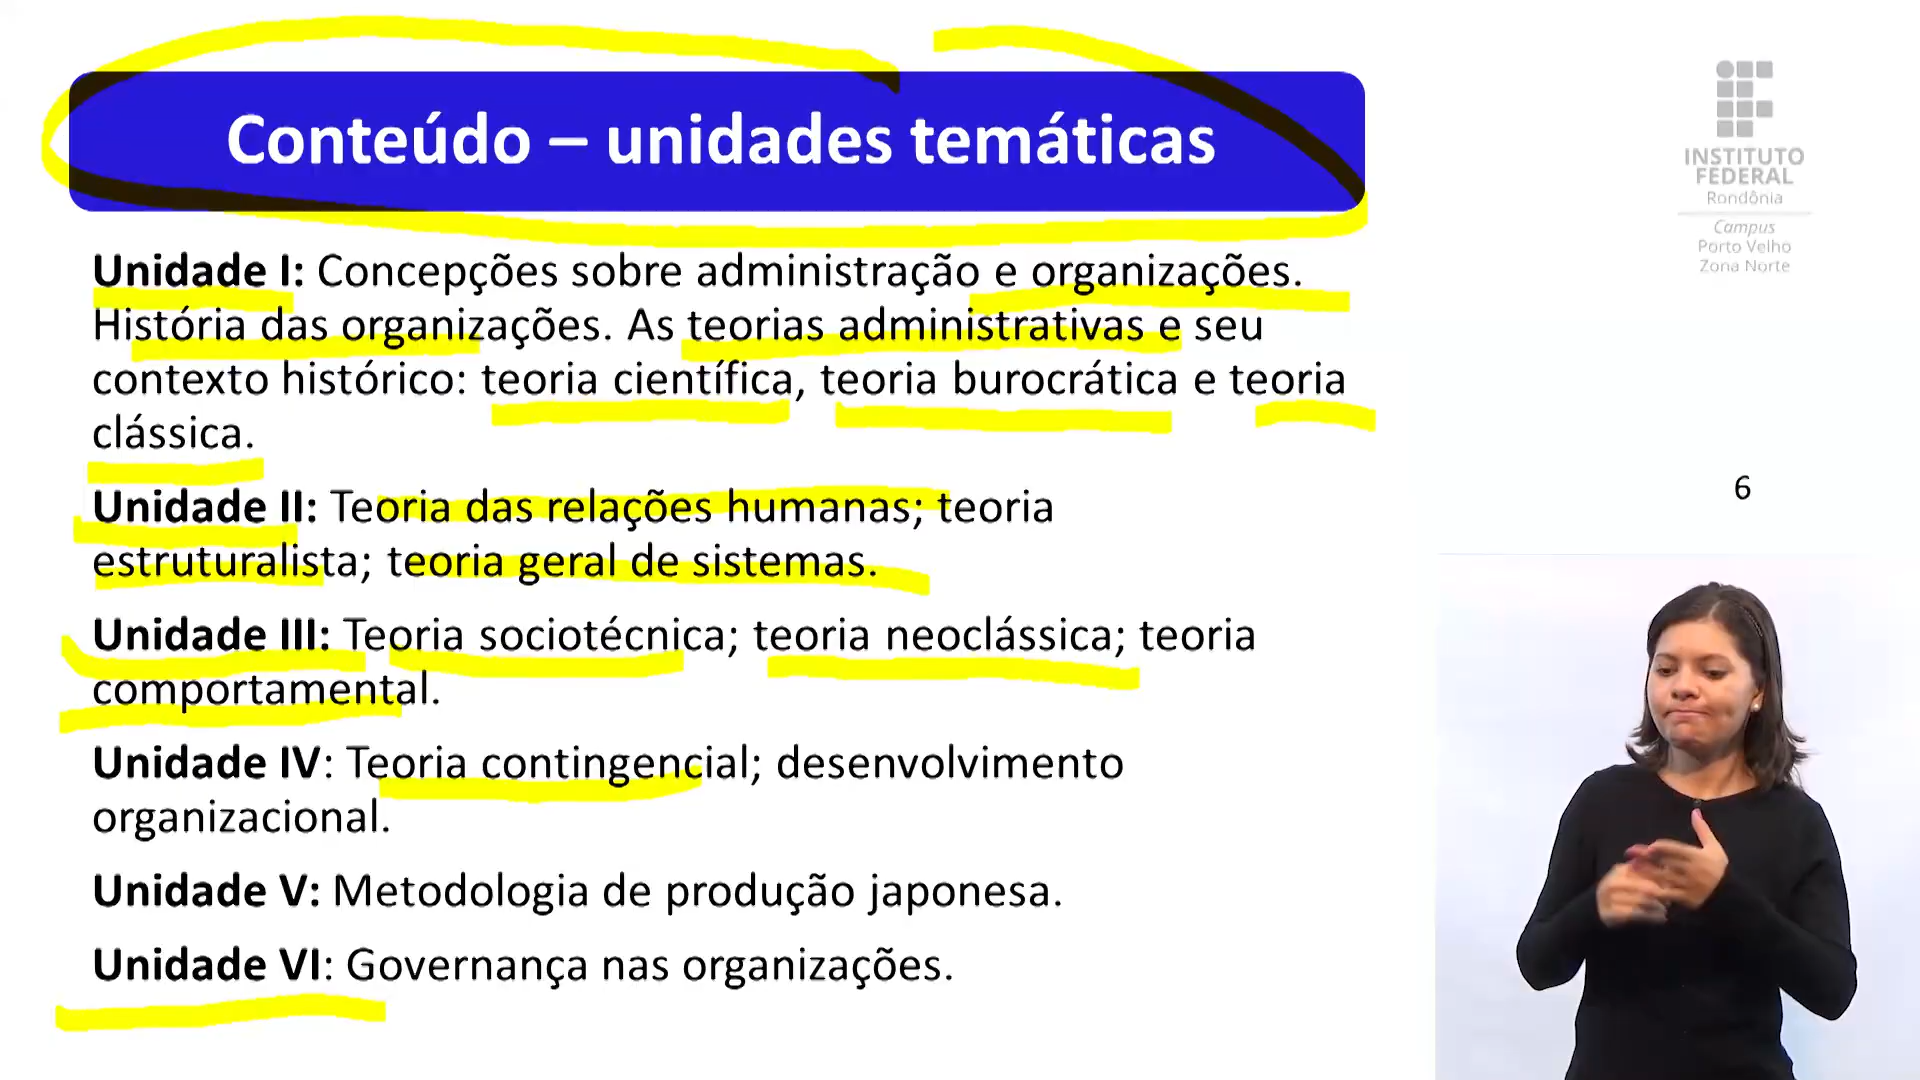 Conteúdo – unidades temáticas
Unidade I: Concepções sobre administração e organizações.
História das organizações. As teorias administrativas e seu
contexto histórico: teoria científica, teoria burocrática e teoria
clássica.
Unidade II: Teoria das relações humanas; teoria
estruturalista; teoria geral de sistemas.
Unidade III: Teoria sociotécnica; teoria neoclássica; teoria
comportamental.
Unidade IV: Teoria contingencial; desenvolvimento
organizacional.
Unidade V: Metodologia de produção japonesa.
Unidade VI: Governança nas organizações.
INSTITUTO
FEDERAL
Rondônia
Campus
Porto Velho
Zona Norte
6